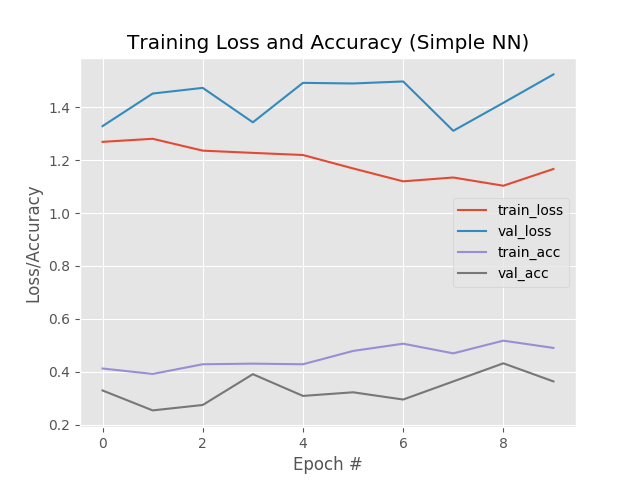 Training Loss and Accuracy (Simple NN)
Loss/Accuracy
1.4
1.2
1.0
0.8
0.6
0.4
0.2
train_loss
val_loss
train_acc
val_acc
0 2 4 6 8
Epoch #